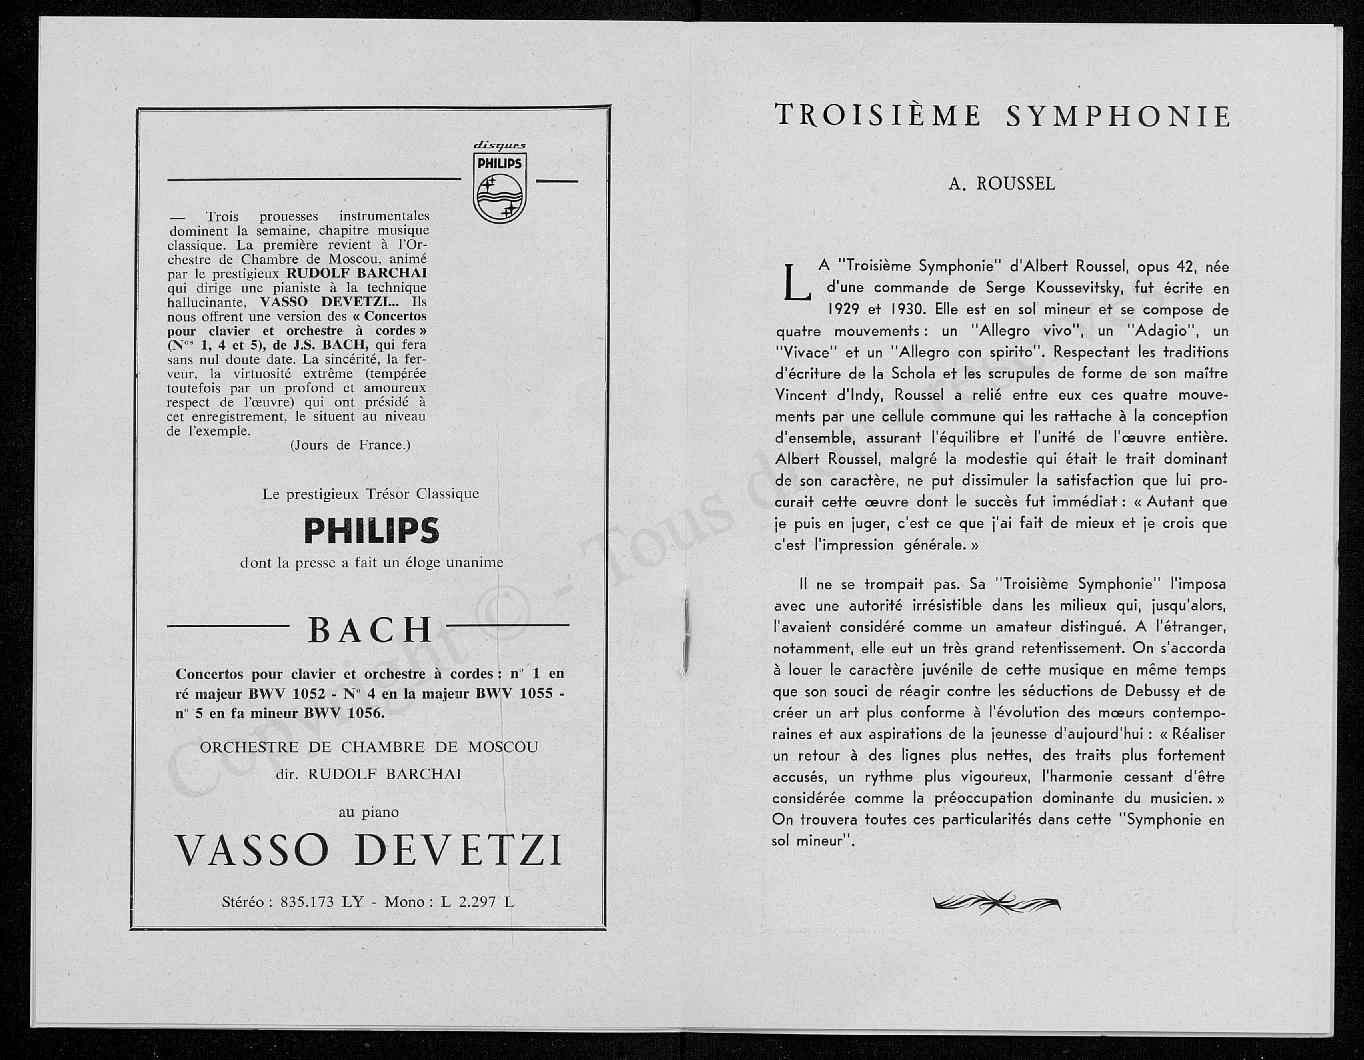 disques
PHILIPS
— Trois prouesses instrumentales
dominent la semaine, chapitre musique
classique. La première revient à l'Or-
chestre de Chambre de Moscou, animé
par le prestigieux RUDOLF BARCHAI
qui dirige une pianiste à la technique
hallucinante, VASSO DEVETZI... Ils
nous offrent une version des « Concertos
pour clavier et orchestre à cordes »
(Nos 1, 4 et 5), de J.S. BACH, qui fera
sans nul doute date. La sincérité, la fer-
veur, la virtuosité extrême (tempérée
toutefois par un profond et amoureux
respect de l'œuvre) qui ont présidé à
cet enregistrement, le situent au niveau
de l'exemple.
(Jours de France.)
Le prestigieux Trésor Classique
PHILIPS
dont la presse a fait un éloge unanime
BACH
Concertos pour clavier et orchestre à cordes : n° 1 en
ré majeur BWV 1052 - N° 4 en la majeur BWV 1055 -
n° 5 en fa mineur BWV 1056.
ORCHESTRE DE CHAMBRE DE MOSCOU
dir. RUDOLF BARCHAI
au piano
VASSO DEVETZI
Stéréo : 835.173 LY - Mono : L 2.297 L
TROISIÈME SYMPHONIE
A. ROUSSEL
LA "Troisième Symphonie" d'Albert Roussel, opus 42, née
d'une commande de Serge Koussevitsky, fut écrite en
1929 et 1930. Elle est en sol mineur et se compose de
quatre mouvements : un "Allegro vivo", un "Adagio", un
"Vivace" et un "Allegro con spirito". Respectant les traditions
d'écriture de la Schola et les scrupules de forme de son maître
Vincent d'Indy, Roussel a relié entre eux ces quatre mouve-
ments par une cellule commune qui les rattache à la conception
d'ensemble, assurant l'équilibre et l'unité de l'œuvre entière.
Albert Roussel, malgré la modestie qui était le trait dominant
de son caractère, ne put dissimuler la satisfaction que lui pro-
curait cette œuvre dont le succès fut immédiat : « Autant que
je puis en juger, c'est ce que j'ai fait de mieux et je crois que
c'est l'impression générale. »
Il ne se trompait pas. Sa "Troisième Symphonie" l'imposa
avec une autorité irrésistible dans les milieux qui, jusqu'alors,
l'avaient considéré comme un amateur distingué. A l'étranger,
notamment, elle eut un très grand retentissement. On s'accorda
à louer le caractère juvénile de cette musique en même temps
que son souci de réagir contre les séductions de Debussy et de
créer un art plus conforme à l'évolution des mœurs contempo-
raines et aux aspirations de la jeunesse d'aujourd'hui : « Réaliser
un retour à des lignes plus nettes, des traits plus fortement
accusés, un rythme plus vigoureux, l'harmonie cessant d'être
considérée comme la préoccupation dominante du musicien. »
On trouvera toutes ces particularités dans cette "Symphonie en
sol mineur".
Copyright © - Tous droits réservés.